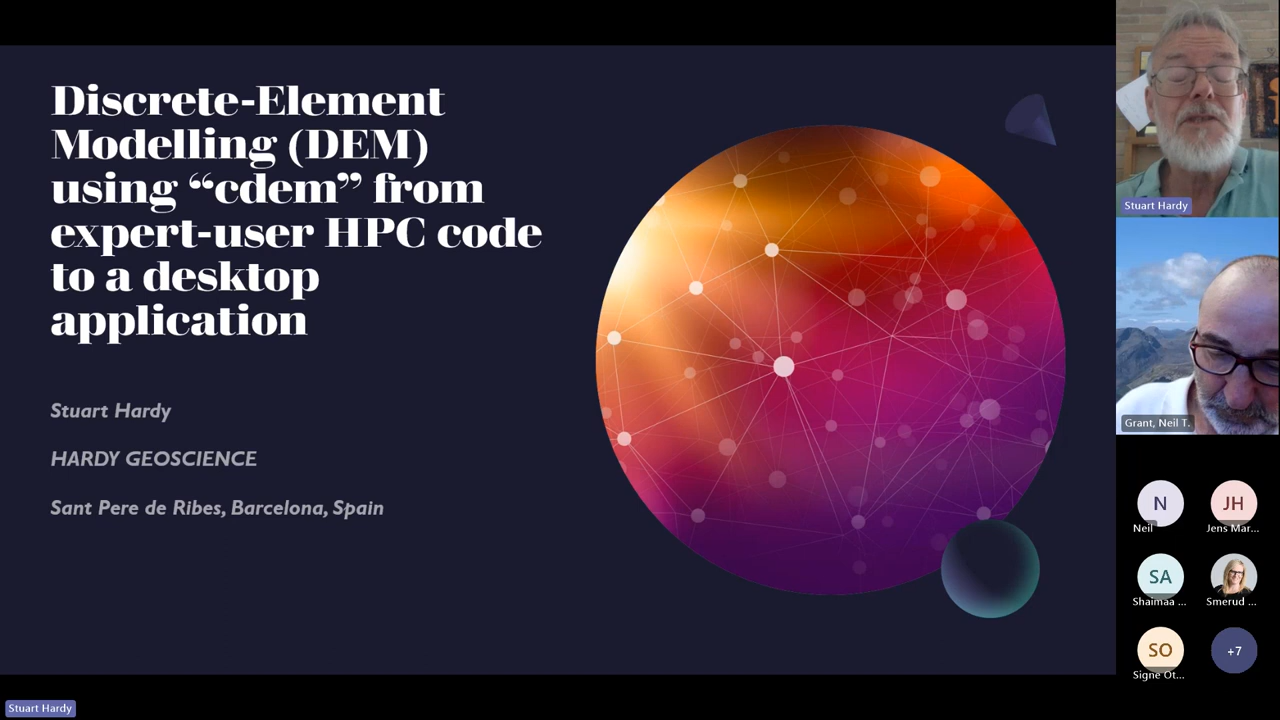 Discrete-Element
Modelling (DEM)
using “cdem” from
expert-user HPC code
to a desktop
application
Stuart Hardy
HARDY GEOSCIENCE
Sant Pere de Ribes, Barcelona, Spain
Stuart Hardy
Grant, Neil T.
N
Neil
JH
Jens Mar...
SA
Shaimaa ...
Smerud ...
SO
Signe Ot...
+7
Stuart Hardy